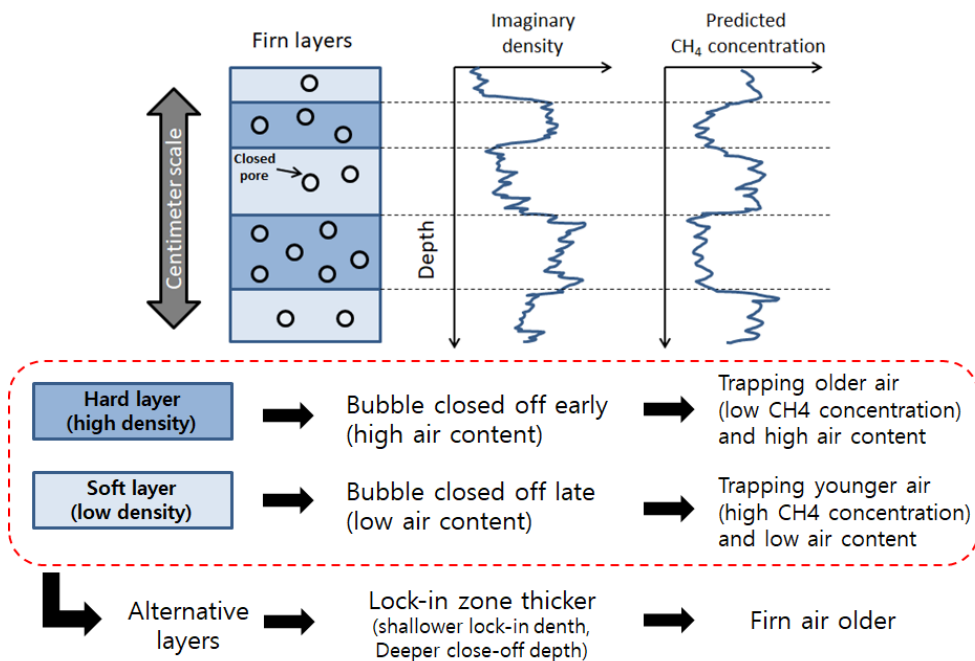 Firn layers
Imaginary
density
Predicted
CH₄ concentration
Centimeter scale
Closed
pore
Depth
Hard layer
(high density)
Bubble closed off early
(high air content)
Trapping older air
(low CH4 concentration)
and high air content
Soft layer
(low density)
Bubble closed off late
(low air content)
Trapping younger air
(high CH4 concentration)
and low air content
Alternative
layers
Lock-in zone thicker
(shallower lock-in denth,
Deeper close-off depth)
Firn air older